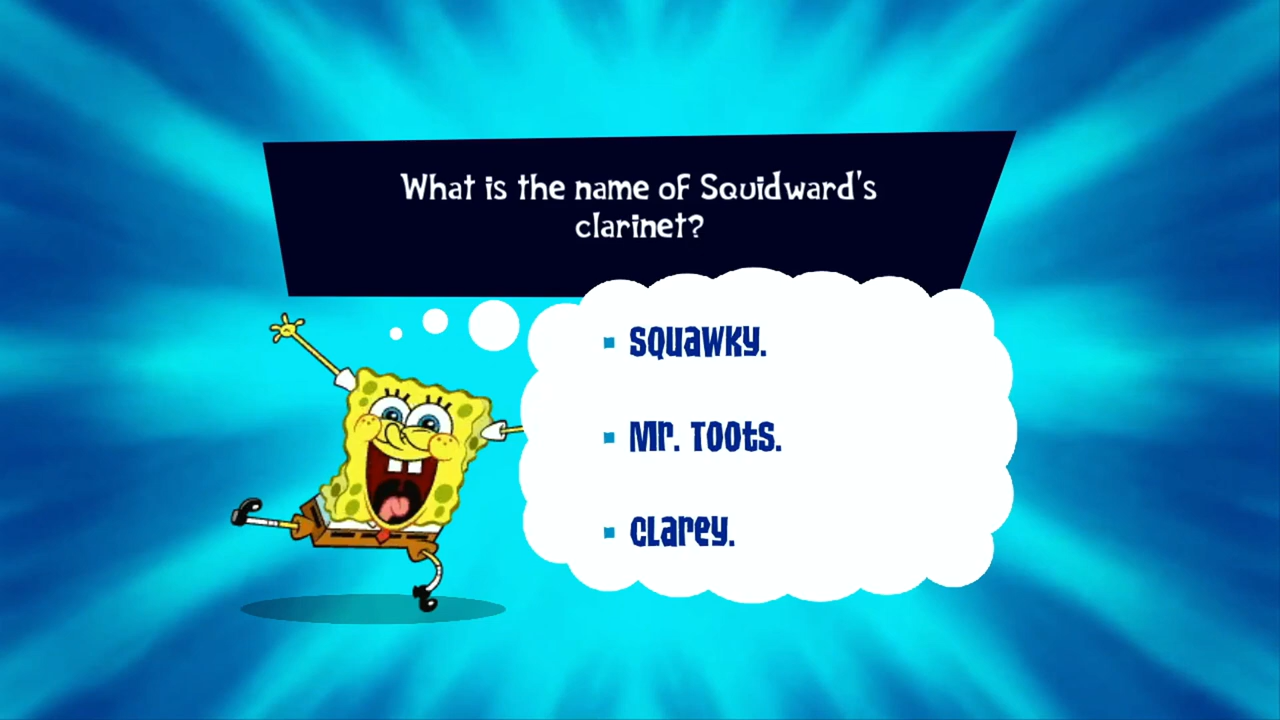 What is the name of Squidward's
clarinet?
Squawky.
Mr. Toots.
Clarey.